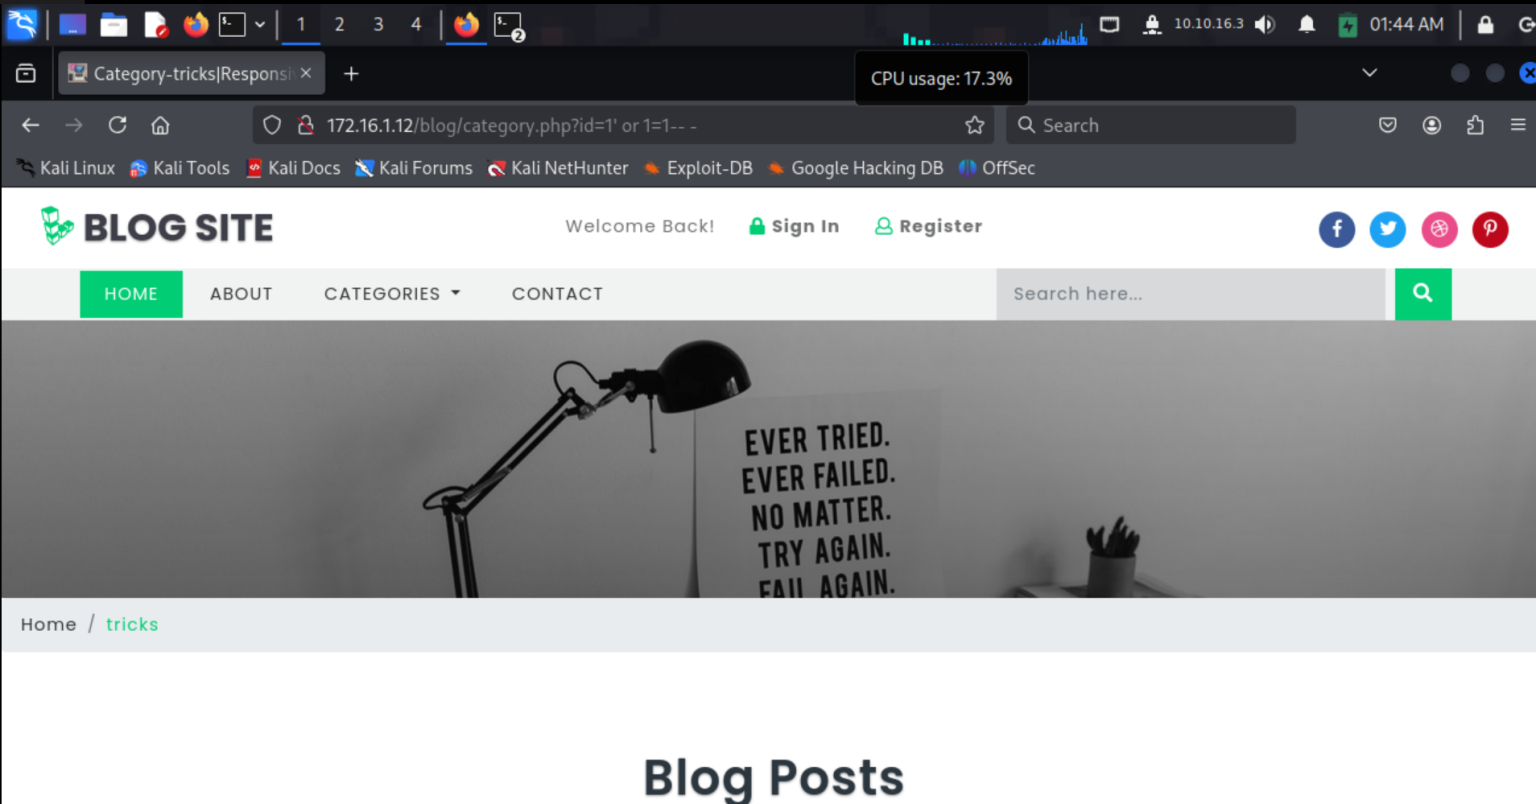 1 2 3 4 2 10.10.16.3 01:44 AM
Category-tricks|Responsi
CPU usage: 17.3%
172.16.1.12/blog/category.php?id=1' or 1=1-- -
Search
Kali Linux Kali Tools Kali Docs Kali Forums Kali NetHunter Exploit-DB Google Hacking DB OffSec
BLOG SITE
Welcome Back! Sign In Register
HOME ABOUT CATEGORIES CONTACT Search here...
EVER TRIED.
EVER FAILED.
NO MATTER.
TRY AGAIN.
FAIL AGAIN.
Home / tricks
Blog Posts